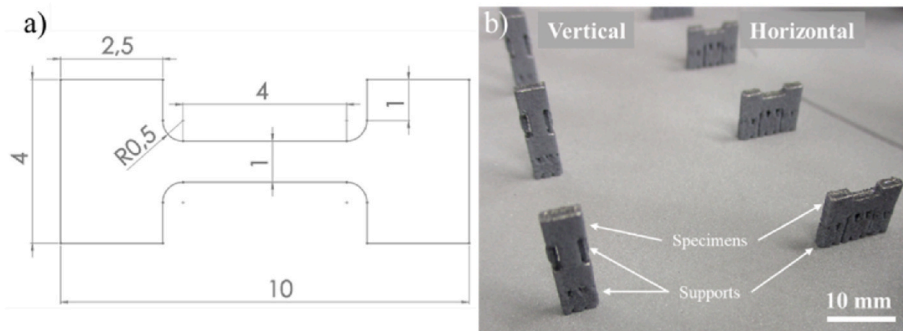 a)
2,5
4
1
R0,5
4
1
10
b)
Vertical
Horizontal
Specimens
Supports
10 mm